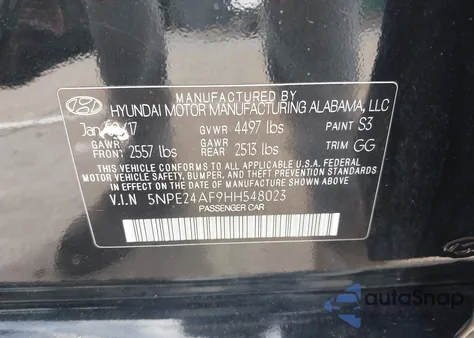 MANUFACTURED BY
HYUNDAI MOTOR MANUFACTURING ALABAMA, LLC
17 GVWR 4497 lbs PAINT S3
GAWR FRONT 2557 lbs GAWR REAR 2513 lbs TRIM GG
THIS VEHICLE CONFORMS TO ALL APPLICABLE U.S.A. FEDERAL
MOTOR VEHICLE SAFETY, BUMPER, AND THEFT PREVENTION STANDARDS
IN EFFECT ON THE DATE OF MANUFACTURE SHOWN ABOVE.
V.I.N 5NPE24AF9HH548023
PASSENGER CAR
autoSnap